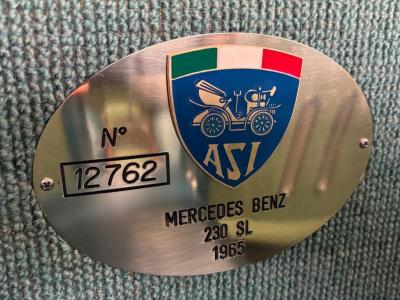 N°
12762
ASI
MERCEDES BENZ
230 SL
1965